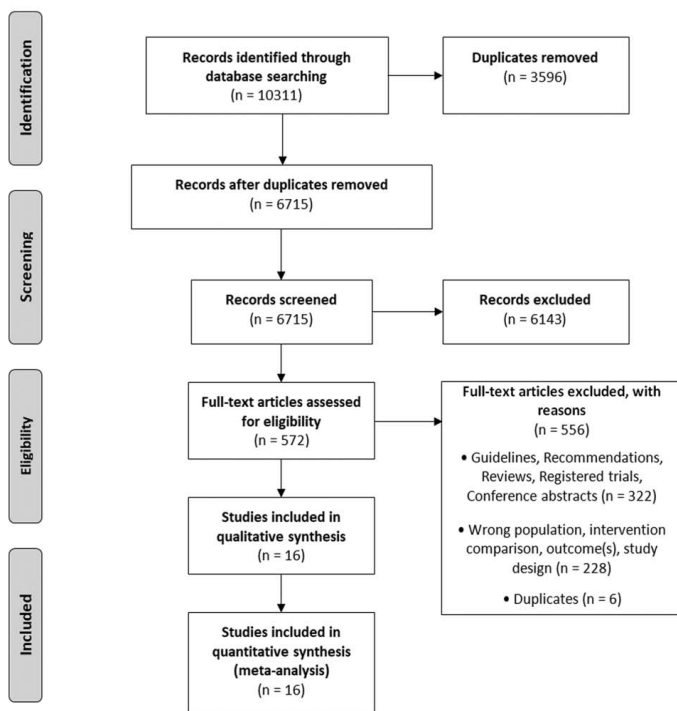 Identification
Records identified through
database searching
(n = 10311)
Duplicates removed
(n = 3596)
Records after duplicates removed
(n = 6715)
Screening
Records screened
(n = 6715)
Records excluded
(n = 6143)
Eligibility
Full-text articles assessed
for eligibility
(n = 572)
Full-text articles excluded, with
reasons
(n = 556)
• Guidelines, Recommendations,
Reviews, Registered trials,
Conference abstracts (n = 322)
• Wrong population, intervention
comparison, outcome(s), study
design (n = 228)
• Duplicates (n = 6)
Studies included in
qualitative synthesis
(n = 16)
Included
Studies included in
quantitative synthesis
(meta-analysis)
(n = 16)